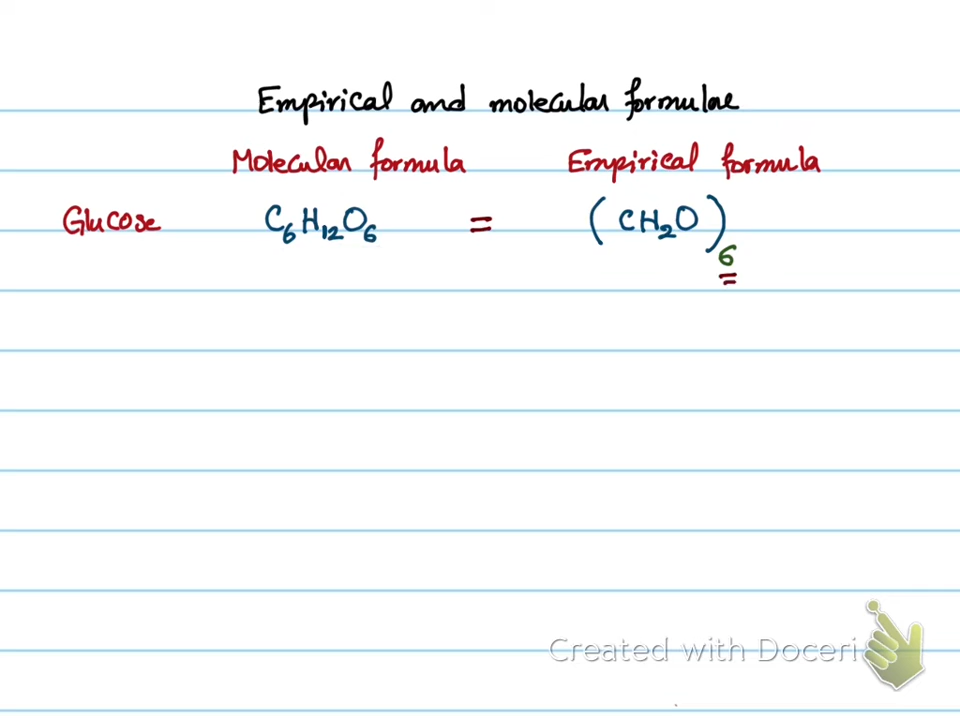 Empirical and molecular formulae
Molecular formula Empirical formula
Glucose C₆H₁₂O₆ = (CH₂O)₆
=
Created with Doceri